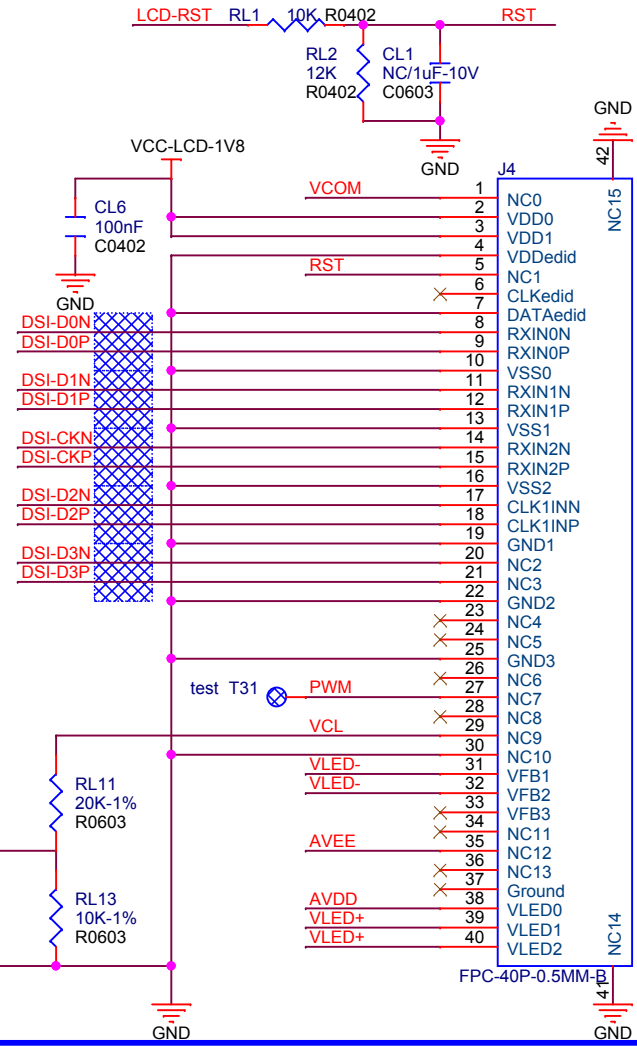 LCD-RST RL1 10K R0402 RST
RL2
12K
R0402
CL1
NC/1uF-10V
C0603
GND
GND
VCC-LCD-1V8
CL6
100nF
C0402
GND
J4
42
NC15
VCOM 1 NC0
2 VDD0
3 VDD1
4 VDDedid
RST 5 NC1
6 CLKedid
7 DATAedid
DSI-D0N 8 RXIN0N
DSI-D0P 9 RXIN0P
10 VSS0
DSI-D1N 11 RXIN1N
DSI-D1P 12 RXIN1P
13 VSS1
DSI-CKN 14 RXIN2N
DSI-CKP 15 RXIN2P
16 VSS2
DSI-D2N 17 CLK1INN
DSI-D2P 18 CLK1INP
19 GND1
DSI-D3N 20 NC2
DSI-D3P 21 NC3
22 GND2
23 NC4
24 NC5
25 GND3
26 NC6
test T31 PWM 27 NC7
28 NC8
VCL 29 NC9
30 NC10
VLED- 31 VFB1
VLED- 32 VFB2
33 VFB3
34 NC11
AVEE 35 NC12
36 NC13
37 Ground
AVDD 38 VLED0
VLED+ 39 VLED1
VLED+ 40 VLED2
RL11
20K-1%
R0603
RL13
10K-1%
R0603
NC14
FPC-40P-0.5MM-B
41
GND
GND